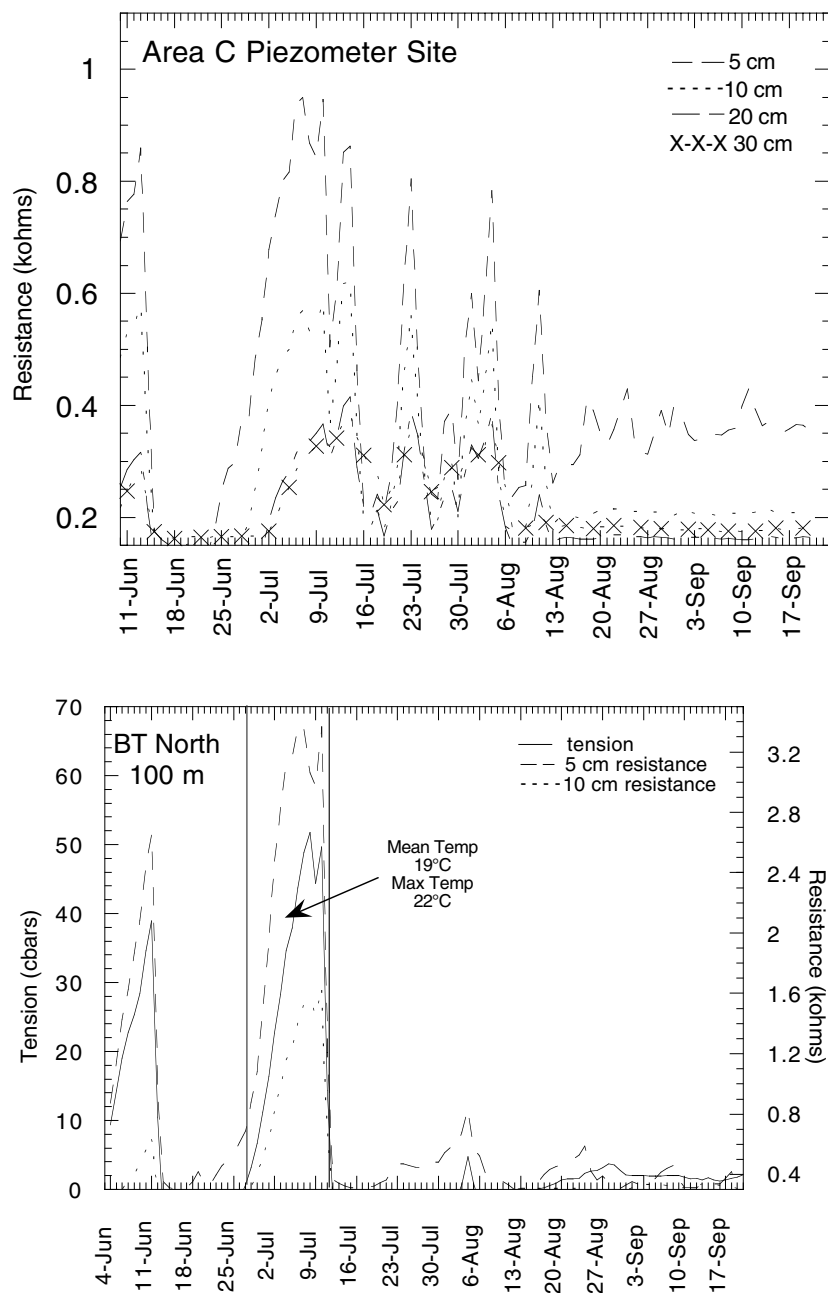 Area C Piezometer Site
5 cm
10 cm
20 cm
X-X-X 30 cm
Resistance (kohms)
1
0.8
0.6
0.4
0.2
11-Jun
18-Jun
25-Jun
2-Jul
9-Jul
16-Jul
23-Jul
30-Jul
6-Aug
13-Aug
20-Aug
27-Aug
3-Sep
10-Sep
17-Sep
BT North
100 m
tension
5 cm resistance
10 cm resistance
Mean Temp
19°C
Max Temp
22°C
Tension (cbars)
70
60
50
40
30
20
10
0
Resistance (kohms)
3.2
2.8
2.4
2
1.6
1.2
0.8
0.4
4-Jun
11-Jun
18-Jun
25-Jun
2-Jul
9-Jul
16-Jul
23-Jul
30-Jul
6-Aug
13-Aug
20-Aug
27-Aug
3-Sep
10-Sep
17-Sep